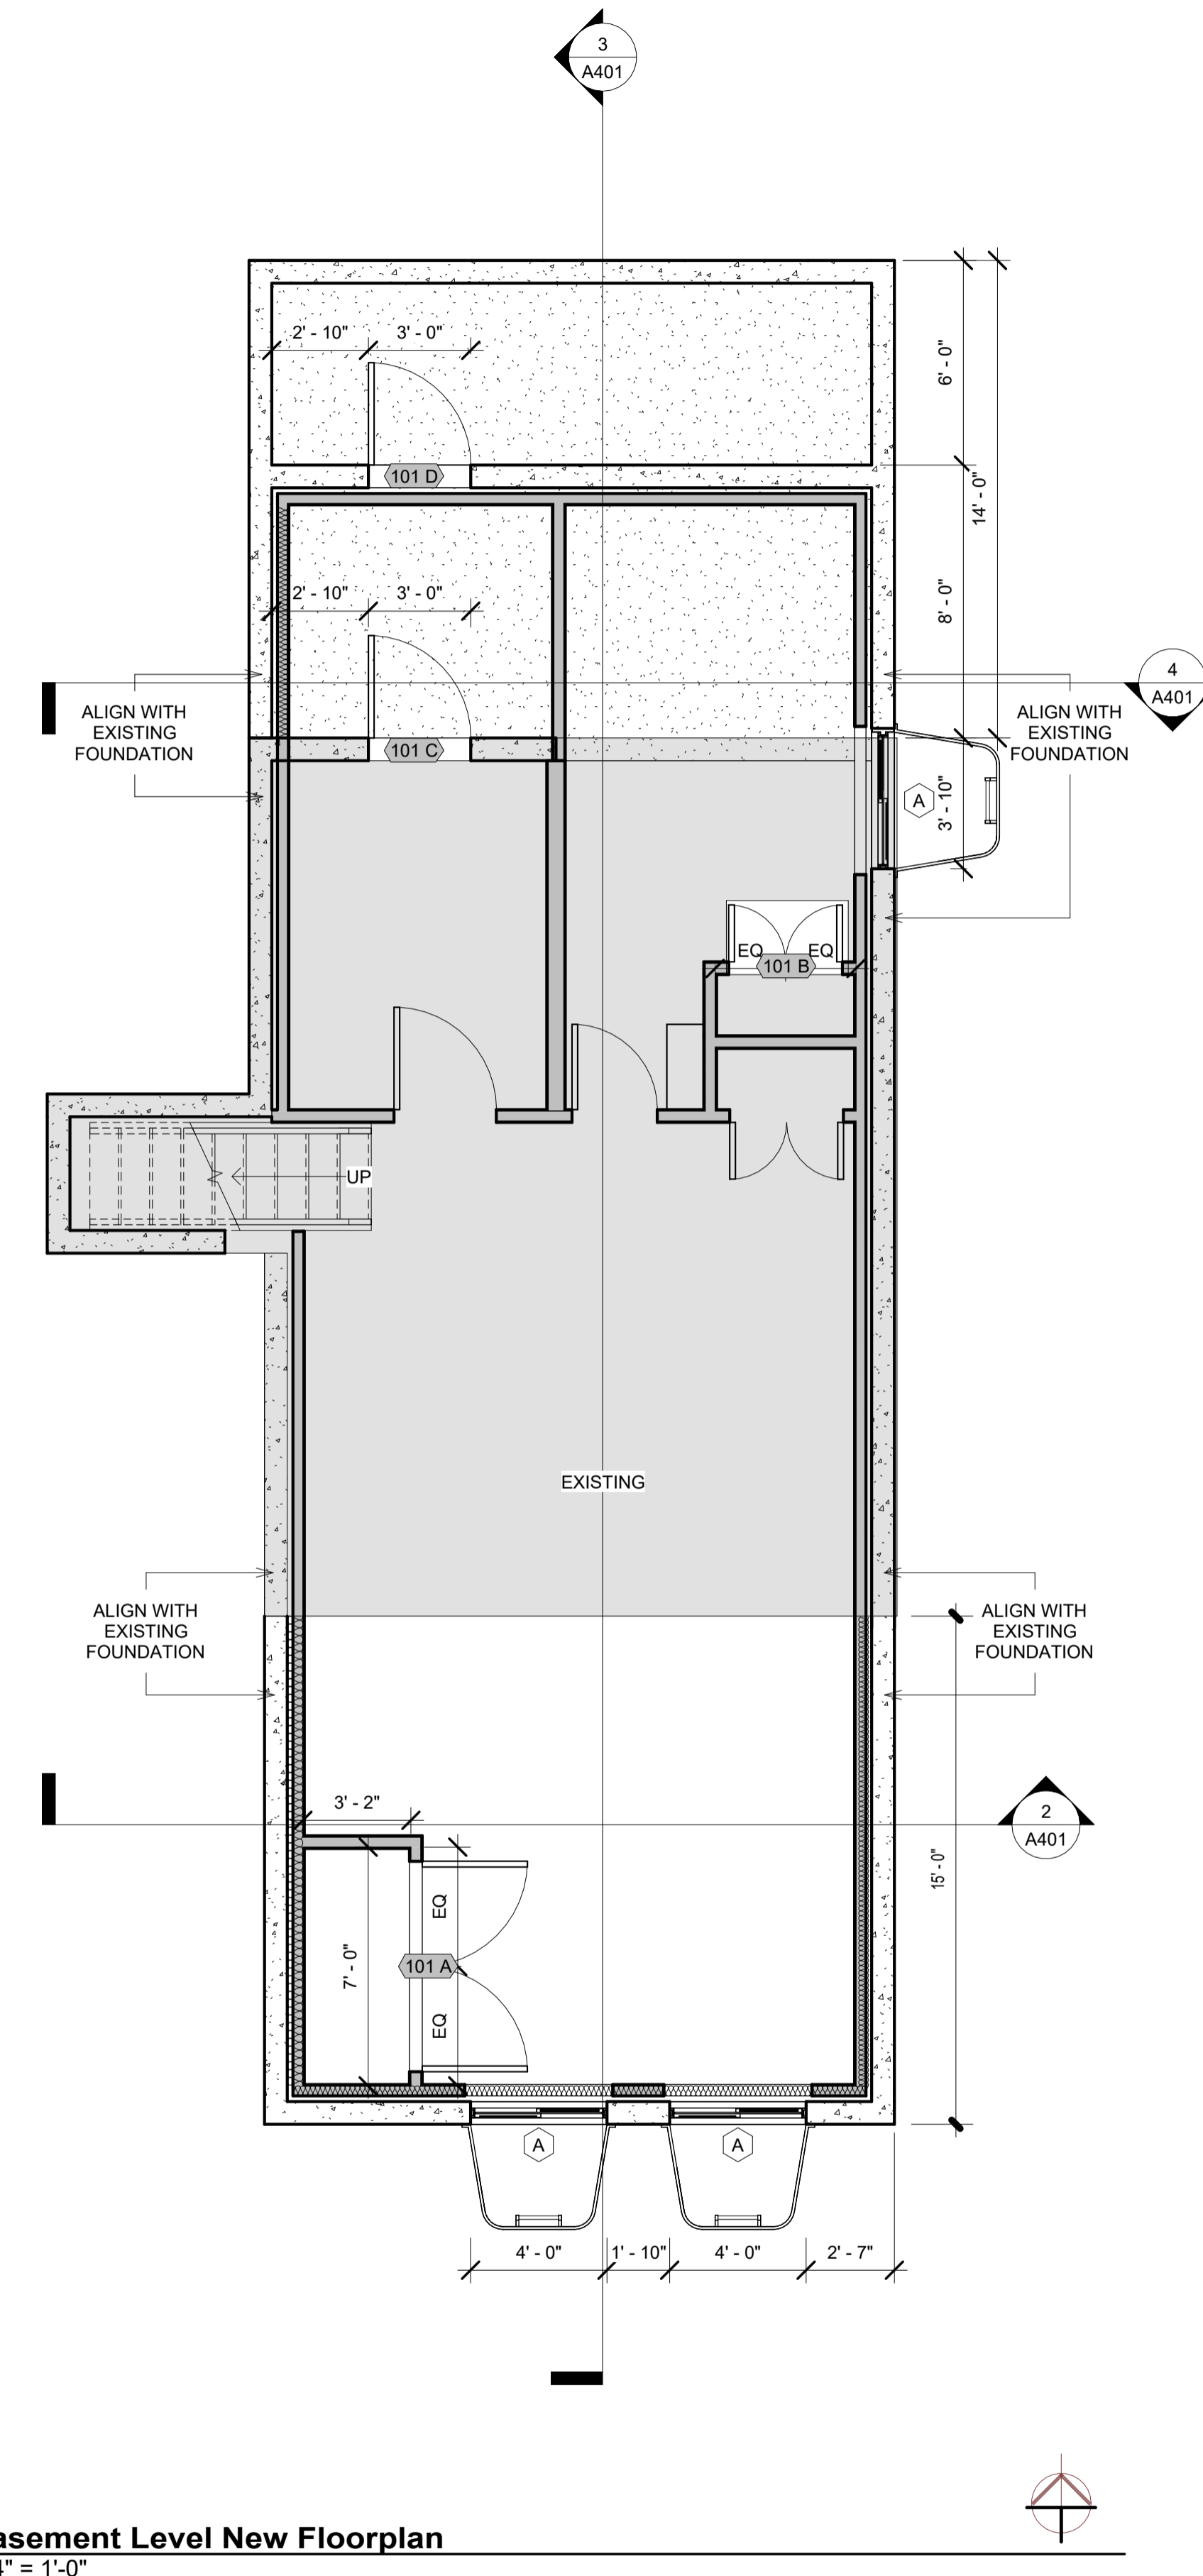 3
A401
2' - 10"
3' - 0"
6' - 0"
101 D
14' - 0"
8' - 0"
2' - 10"
3' - 0"
4
A401
ALIGN WITH
EXISTING
FOUNDATION
ALIGN WITH
EXISTING
FOUNDATION
101 C
A
3' - 10"
EQ
EQ
101 B
UP
EXISTING
ALIGN WITH
EXISTING
FOUNDATION
ALIGN WITH
EXISTING
FOUNDATION
3' - 2"
2
A401
15' - 0"
EQ
7' - 0"
101 A
EQ
A
A
4' - 0"
1' - 10"
4' - 0"
2' - 7"
asement Level New Floorplan
4" = 1'-0"